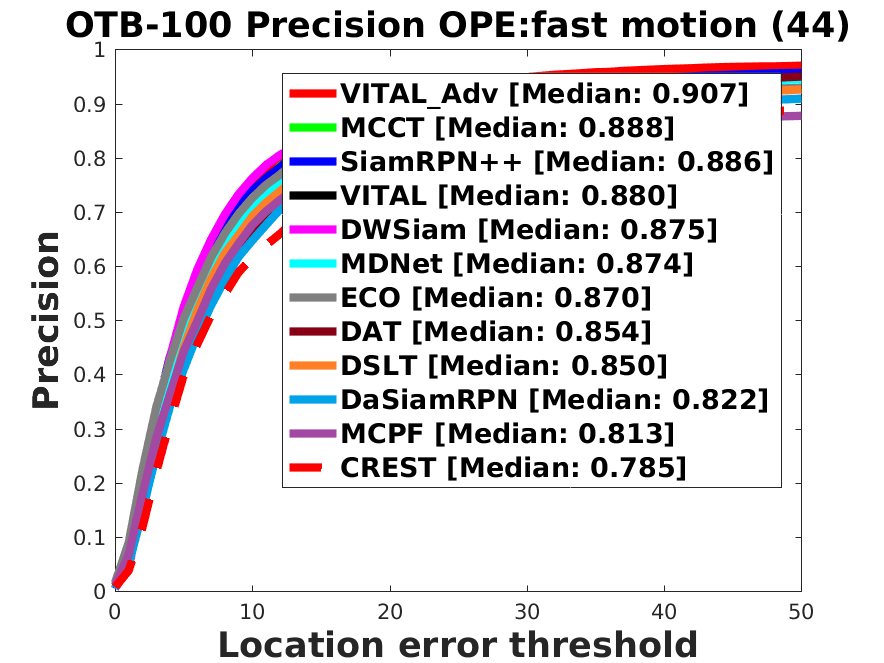 OTB-100 Precision OPE:fast motion (44)
1
0.9
0.8
0.7
0.6
0.5
0.4
0.3
0.2
0.1
0
Precision
VITAL_Adv [Median: 0.907]
MCCT [Median: 0.888]
SiamRPN++ [Median: 0.886]
VITAL [Median: 0.880]
DWSiam [Median: 0.875]
MDNet [Median: 0.874]
ECO [Median: 0.870]
DAT [Median: 0.854]
DSLT [Median: 0.850]
DaSiamRPN [Median: 0.822]
MCPF [Median: 0.813]
CREST [Median: 0.785]
0 10 20 30 40 50
Location error threshold